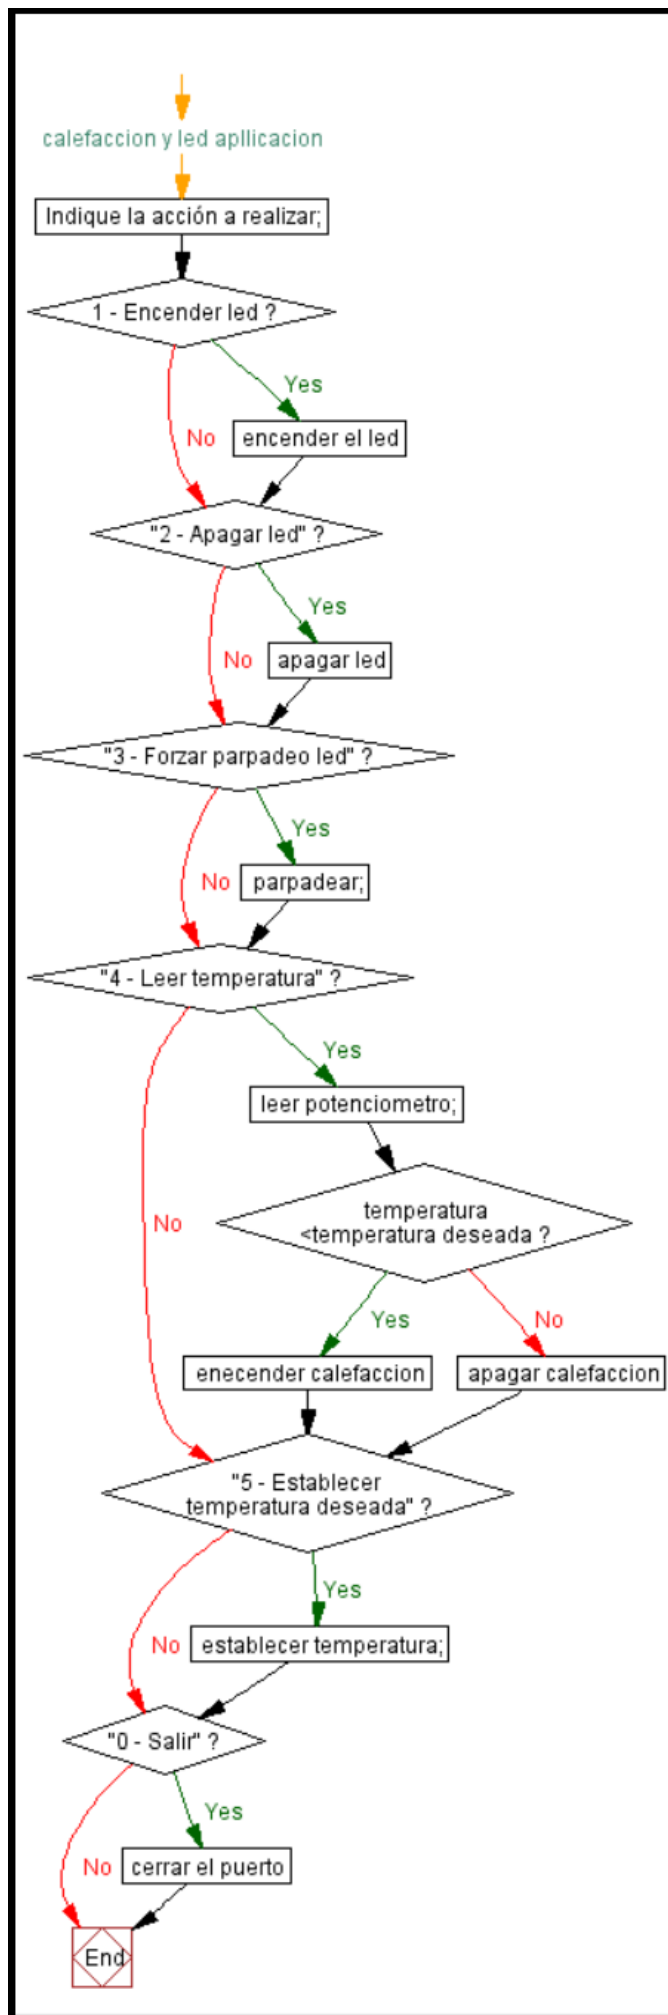 calefaccion y led apllicacion
Indique la acción a realizar;
1 - Encender led ?
Yes
No
encender el led
"2 - Apagar led" ?
Yes
No
apagar led
"3 - Forzar parpadeo led" ?
Yes
No
parpadear;
"4 - Leer temperatura" ?
Yes
leer potenciometro;
No
temperatura
<temperatura deseada ?
Yes
No
enecender calefaccion
apagar calefaccion
"5 - Establecer
temperatura deseada" ?
Yes
No
establecer temperatura;
"0 - Salir" ?
Yes
No
cerrar el puerto
End